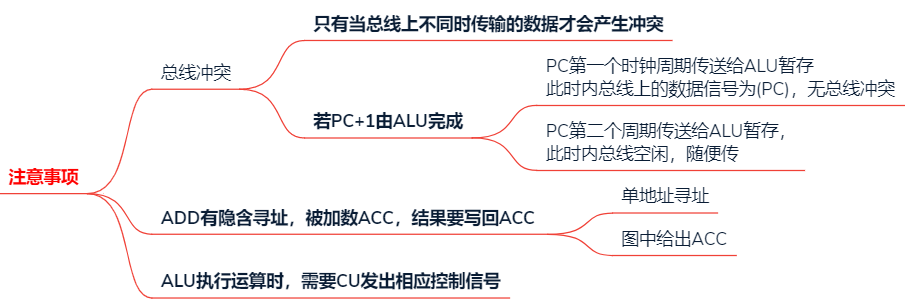 注意事项
总线冲突
只有当总线上不同时传输的数据才会产生冲突
若PC+1由ALU完成
PC第一个时钟周期传送给ALU暂存
此时内总线上的数据信号为(PC)，无总线冲突
PC第二个周期传送给ALU暂存，
此时内总线空闲，随便传
ADD有隐含寻址，被加数ACC，结果要写回ACC
单地址寻址
图中给出ACC
ALU执行运算时，需要CU发出相应控制信号